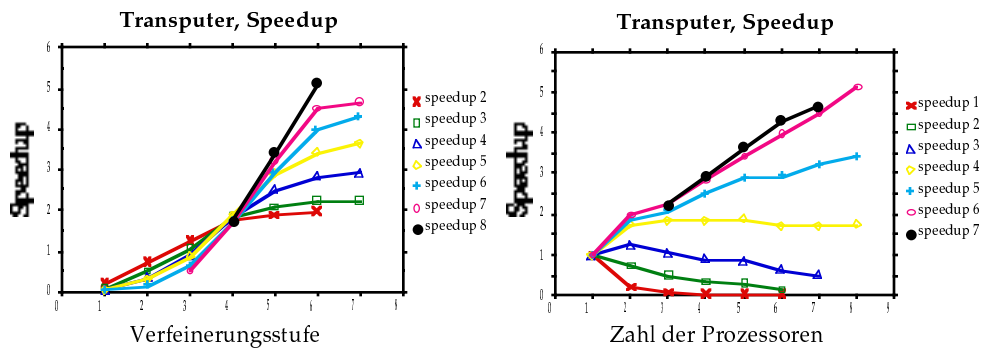 Transputer, Speedup
6
5
4
3
2
1
0
0 1 2 3 4 5 6 7 8
Speedup
Verfeinerungsstufe
speedup 2
speedup 3
speedup 4
speedup 5
speedup 6
speedup 7
speedup 8
Transputer, Speedup
6
5
4
3
2
1
0
0 1 2 3 4 5 6 7 8 9
Speedup
Zahl der Prozessoren
speedup 1
speedup 2
speedup 3
speedup 4
speedup 5
speedup 6
speedup 7